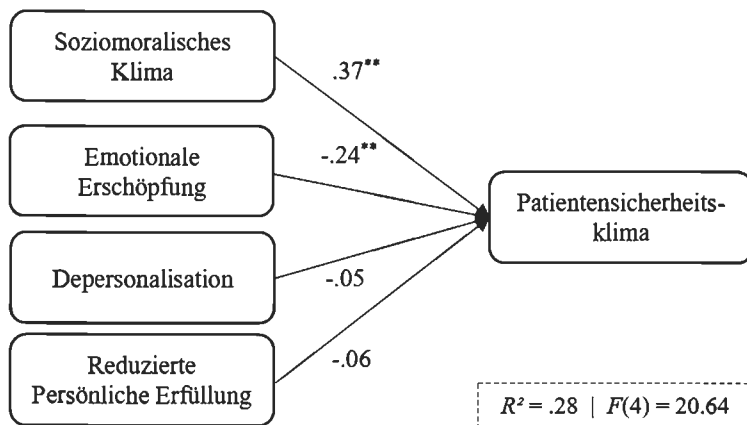 Soziomoralisches
Klima
.37**
Emotionale
Erschöpfung
-.24**
Patientensicherheits-
klima
Depersonalisation
-.05
Reduzierte
Persönliche Erfüllung
-.06
R² = .28 | F(4) = 20.64